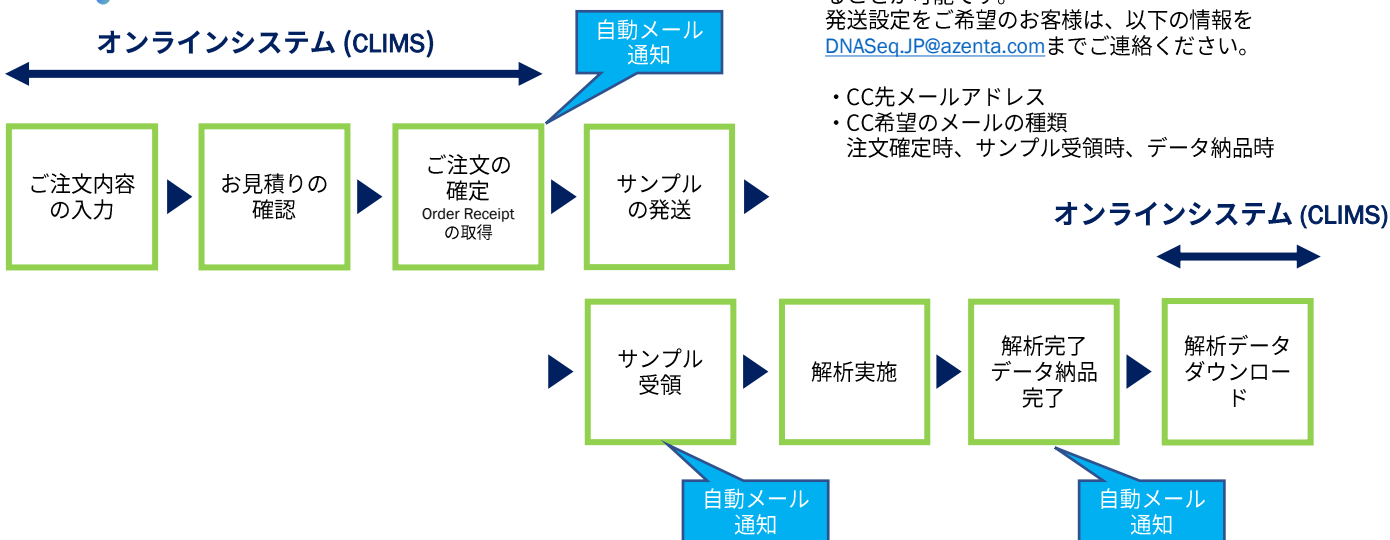 ることが可能です。
発送設定をご希望のお客様は、以下の情報を
DNASeq.JP@azenta.comまでご連絡ください。
・CC先メールアドレス
・CC希望のメールの種類
注文確定時、サンプル受領時、データ納品時
オンラインシステム (CLIMS)
自動メール
通知
ご注文内容
の入力
お見積りの
確認
ご注文の
確定
Order Receipt
の取得
サンプル
の発送
オンラインシステム (CLIMS)
サンプル
受領
解析実施
解析完了
データ納品
完了
解析データ
ダウンロー
ド
自動メール
通知
自動メール
通知